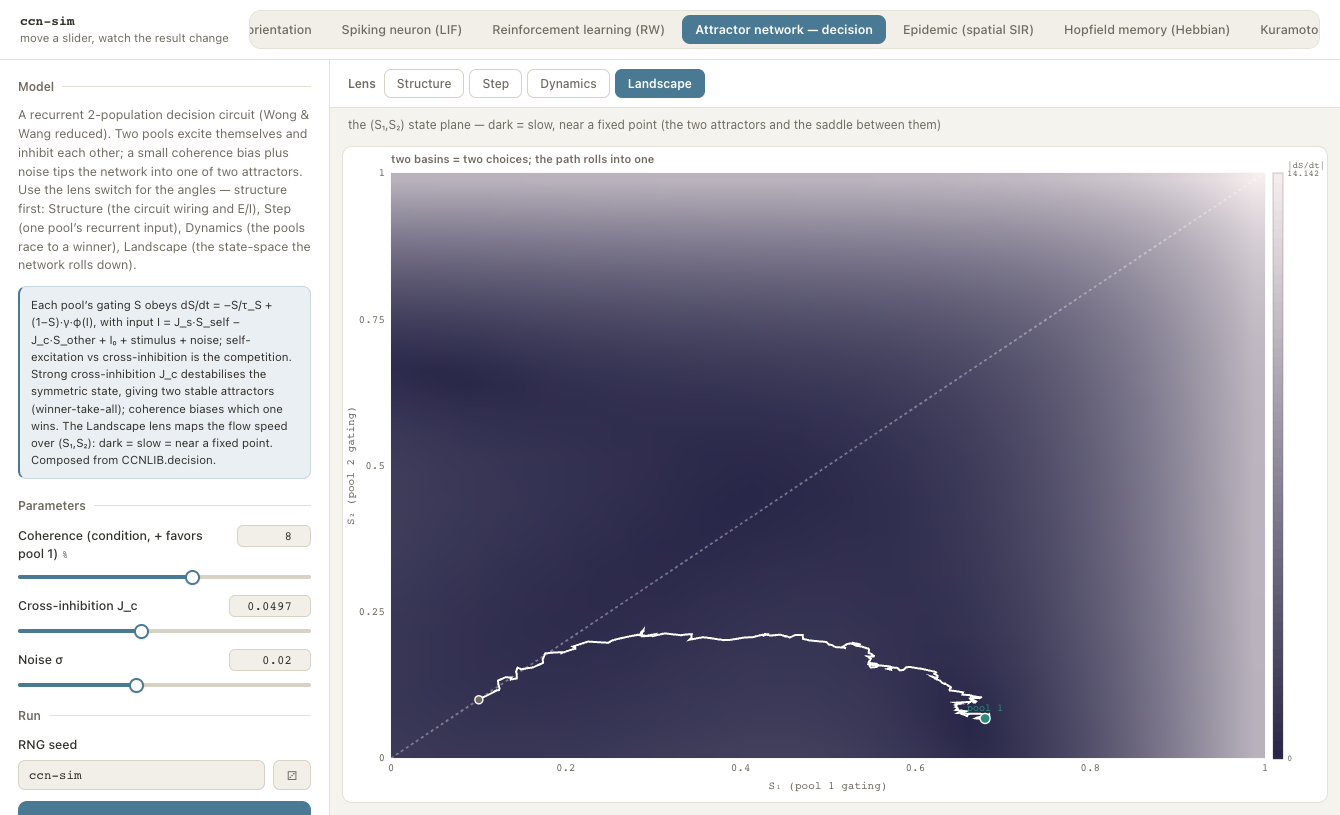 ccn-sim
move a slider, watch the result change
orientation
Spiking neuron (LIF)
Reinforcement learning (RW)
Attractor network — decision
Epidemic (spatial SIR)
Hopfield memory (Hebbian)
Kuramoto
Model
A recurrent 2-population decision circuit (Wong &
Wang reduced). Two pools excite themselves and
inhibit each other; a small coherence bias plus
noise tips the network into one of two attractors.
Use the lens switch for the angles — structure
first: Structure (the circuit wiring and E/I), Step
(one pool's recurrent input), Dynamics (the pools
race to a winner), Landscape (the state-space the
network rolls down).
Each pool's gating S obeys dS/dt = −S/τ_S +
(1−S)·γ·φ(I), with input I = J_s·S_self −
J_c·S_other + I₀ + stimulus + noise; self-
excitation vs cross-inhibition is the competition.
Strong cross-inhibition J_c destabilises the
symmetric state, giving two stable attractors
(winner-take-all); coherence biases which one
wins. The Landscape lens maps the flow speed
over (S₁,S₂): dark = slow = near a fixed point.
Composed from CCNLIB.decision.
Parameters
Coherence (condition, + favors
pool 1) %
8
Cross-inhibition J_c
0.0497
Noise σ
0.02
Run
RNG seed
ccn-sim
Lens
Structure
Step
Dynamics
Landscape
the (S₁,S₂) state plane — dark = slow, near a fixed point (the two attractors and the saddle between them)
two basins = two choices; the path rolls into one
|dS/dt|
14.142
0
1
0.75
0.5
0.25
0
S₂ (pool 2 gating)
pool 1
0
0.2
0.4
0.6
0.8
1
S₁ (pool 1 gating)